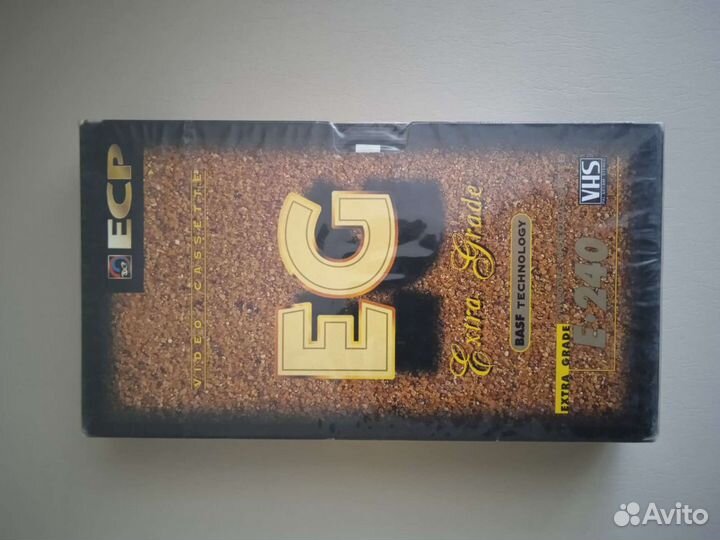 ECP
VIDEO CASSETTE
EG
Extra Grade
BASF TECHNOLOGY
EXTRA GRADE
E-240
VHS
Avito